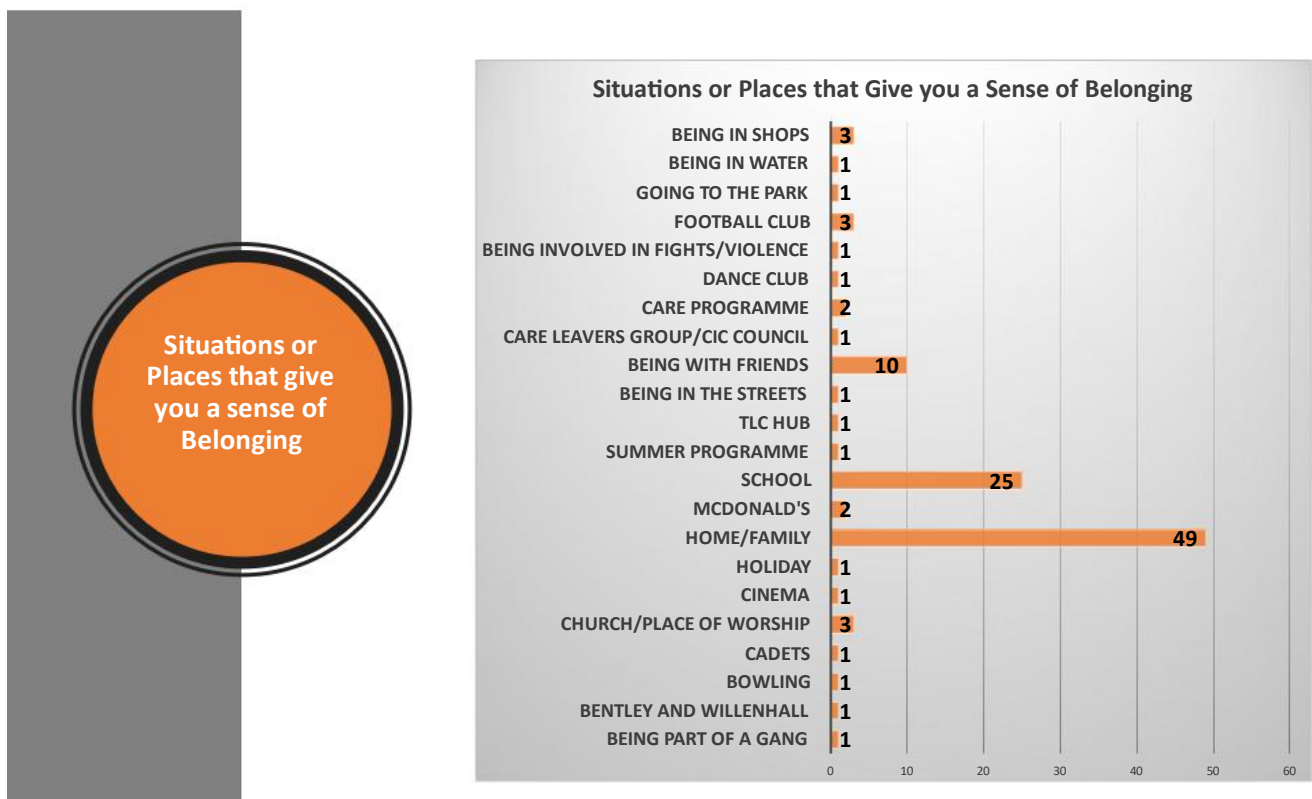 Situations or
Places that give
you a sense of
Belonging
Situations or Places that Give you a Sense of Belonging
BEING IN SHOPS 3
BEING IN WATER 1
GOING TO THE PARK 1
FOOTBALL CLUB 3
BEING INVOLVED IN FIGHTS/VIOLENCE 1
DANCE CLUB 1
CARE PROGRAMME 2
CARE LEAVERS GROUP/CIC COUNCIL 1
BEING WITH FRIENDS 10
BEING IN THE STREETS 1
TLC HUB 1
SUMMER PROGRAMME 1
SCHOOL 25
MCDONALD'S 2
HOME/FAMILY 49
HOLIDAY 1
CINEMA 1
CHURCH/PLACE OF WORSHIP 3
CADETS 1
BOWLING 1
BENTLEY AND WILLENHALL 1
BEING PART OF A GANG 1
0 10 20 30 40 50 60